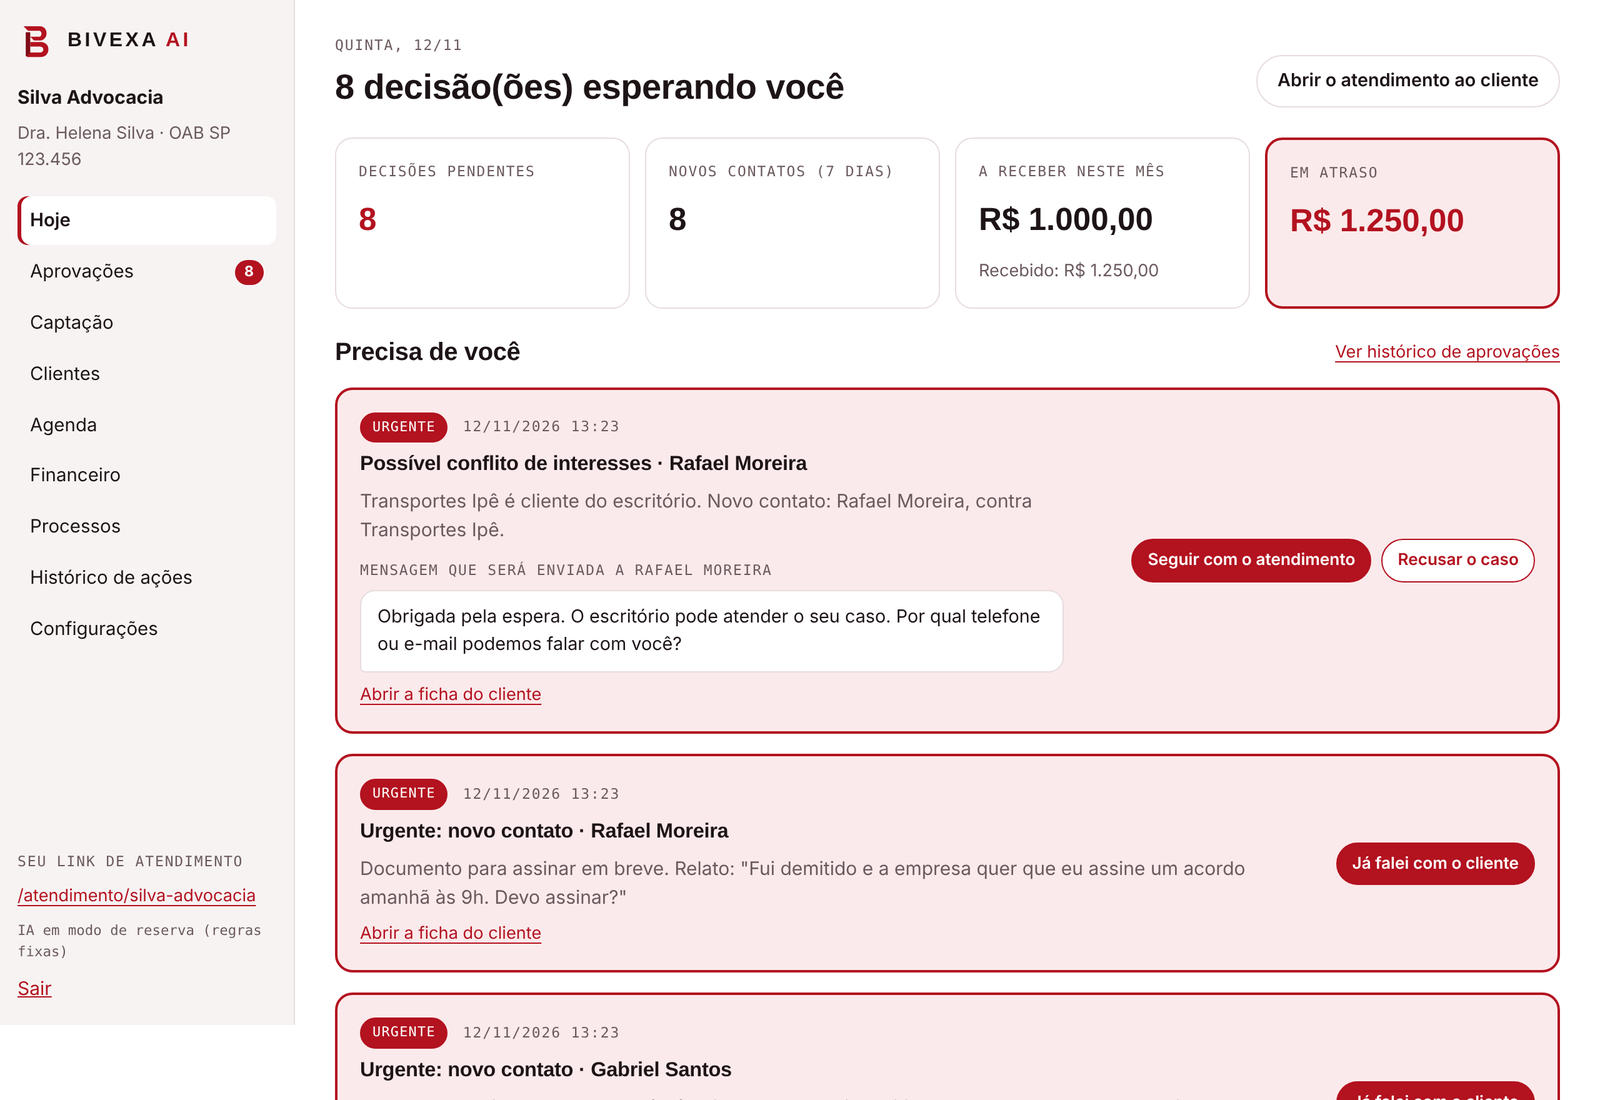 BIVEXA AI
Silva Advocacia
Dra. Helena Silva · OAB SP
123.456
Hoje
Aprovações 8
Captação
Clientes
Agenda
Financeiro
Processos
Histórico de ações
Configurações
SEU LINK DE ATENDIMENTO
/atendimento/silva-advocacia
IA em modo de reserva (regras
fixas)
Sair
QUINTA, 12/11
8 decisão(ões) esperando você
Abrir o atendimento ao cliente
DECISÕES PENDENTES
8
NOVOS CONTATOS (7 DIAS)
8
A RECEBER NESTE MÊS
R$ 1.000,00
Recebido: R$ 1.250,00
EM ATRASO
R$ 1.250,00
Precisa de você
Ver histórico de aprovações
URGENTE 12/11/2026 13:23
Possível conflito de interesses · Rafael Moreira
Transportes Ipê é cliente do escritório. Novo contato: Rafael Moreira, contra
Transportes Ipê.
MENSAGEM QUE SERÁ ENVIADA A RAFAEL MOREIRA
Obrigada pela espera. O escritório pode atender o seu caso. Por qual telefone
ou e-mail podemos falar com você?
Abrir a ficha do cliente
Seguir com o atendimento
Recusar o caso
URGENTE 12/11/2026 13:23
Urgente: novo contato · Rafael Moreira
Documento para assinar em breve. Relato: "Fui demitido e a empresa quer que eu assine um acordo
amanhã às 9h. Devo assinar?"
Abrir a ficha do cliente
Já falei com o cliente
URGENTE 12/11/2026 13:23
Urgente: novo contato · Gabriel Santos
Já falei com o cliente